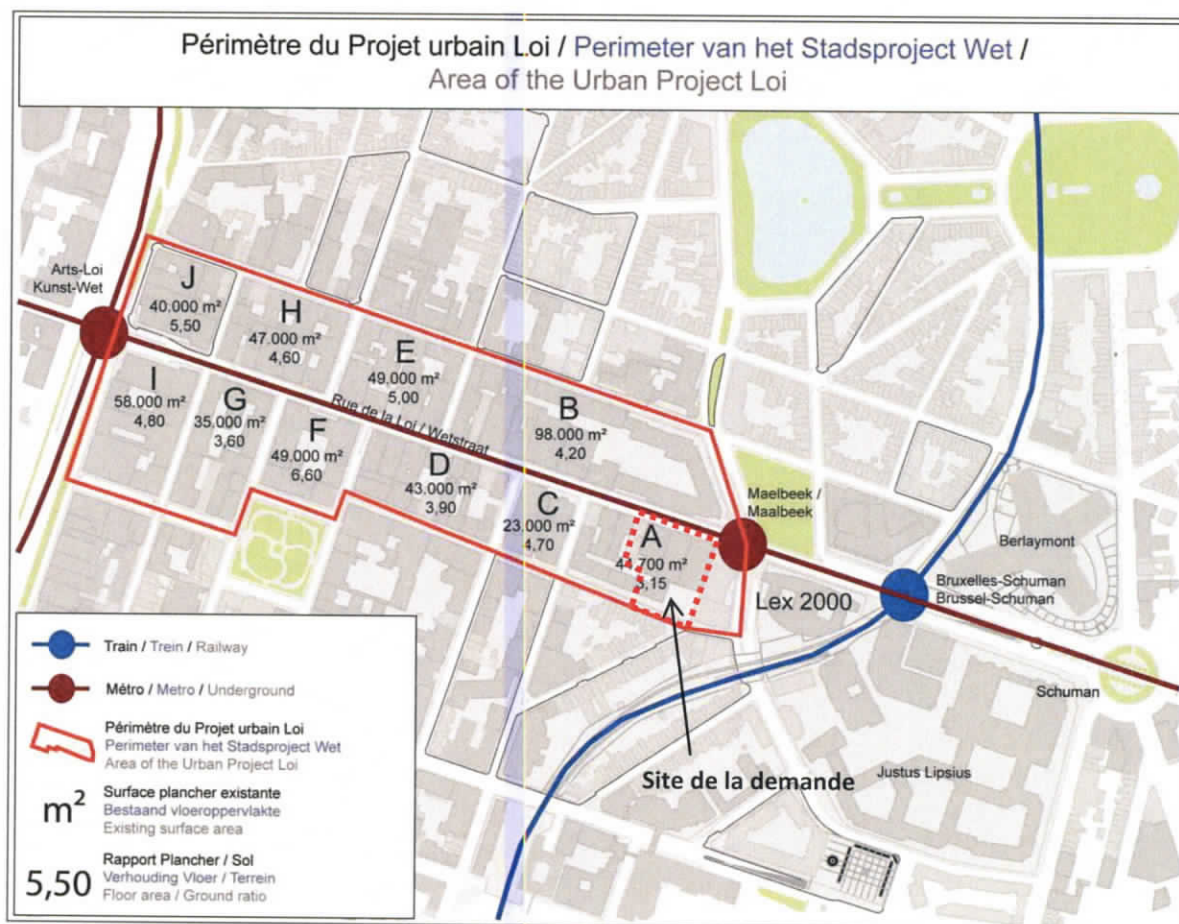 Périmètre du Projet urbain Loi / Perimeter van het Stadsproject Wet /
Area of the Urban Project Loi
Arts-Loi
Kunst-Wet
J
40.000 m²
5,50
H
47.000 m²
4,60
E
49.000 m²
5,00
B
98.000 m²
4,20
I
58.000 m²
4,80
G
35.000 m²
3,60
F
49.000 m²
6,60
Rue de la Loi / Wetstraat
D
43.000 m²
3,90
C
23.000 m²
4,70
A
44.700 m²
Maelbeek /
Maalbeek
Lex 2000
Berlaymont
Bruxelles-Schuman
Brussel-Schuman
Schuman
Justus Lipsius
Site de la demande
Train / Trein / Railway
Métro / Metro / Underground
Périmètre du Projet urbain Loi
Perimeter van het Stadsproject Wet
Area of the Urban Project Loi
m²
Surface plancher existante
Bestaand vloeroppervlakte
Existing surface area
5,50
Rapport Plancher / Sol
Verhouding Vloer / Terrein
Floor area / Ground ratio